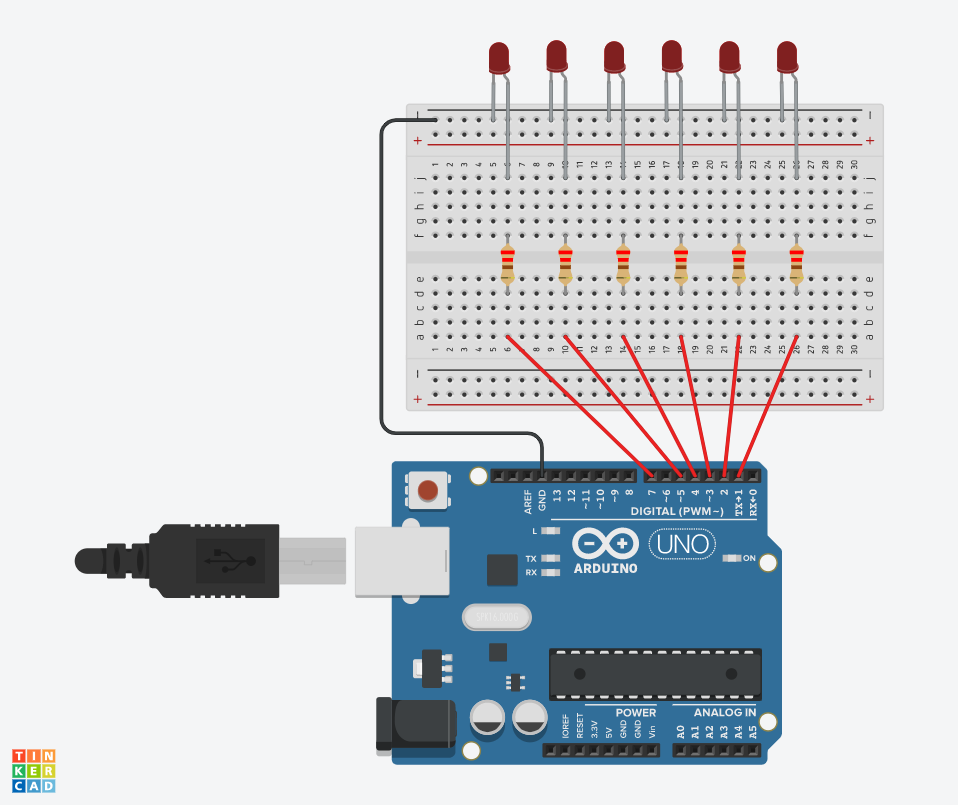 − −
+ +
1 2 3 4 5 6 7 8 9 10 11 12 13 14 15 16 17 18 19 20 21 22 23 24 25 26 27 28 29 30
j j
i i
h h
g g
f f
e e
d d
c c
b b
a a
1 2 3 4 5 6 7 8 9 10 11 12 13 14 15 16 17 18 19 20 21 22 23 24 25 26 27 28 29 30
− −
+ +
AREF GND 13 12 ~11 ~10 ~9 8 7 ~6 ~5 4 ~3 2 TX→1 RX←0
DIGITAL (PWM~)
L
TX
RX
ARDUINO
UNO
ON
POWER
ANALOG IN
IOREF RESET 3.3V 5V GND GND Vin A0 A1 A2 A3 A4 A5
TIN
KER
CAD